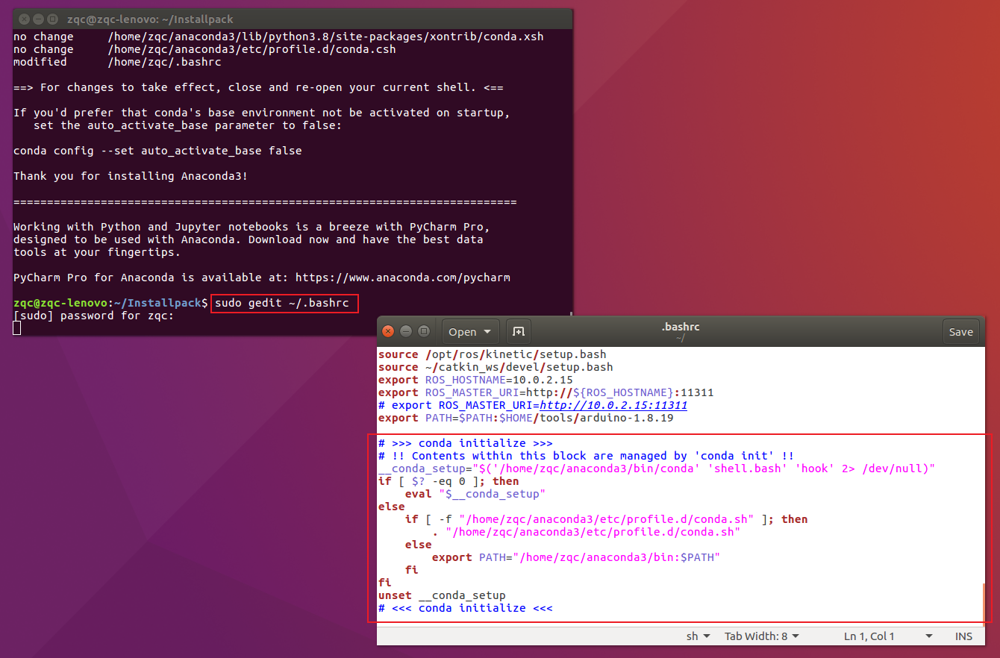 zqc@zqc-lenovo: ~/Installpack
no change     /home/zqc/anaconda3/lib/python3.8/site-packages/xontrib/conda.xsh
no change     /home/zqc/anaconda3/etc/profile.d/conda.csh
modified      /home/zqc/.bashrc
==> For changes to take effect, close and re-open your current shell. <==
If you'd prefer that conda's base environment not be activated on startup,
   set the auto_activate_base parameter to false:
conda config --set auto_activate_base false
Thank you for installing Anaconda3!
===========================================================================
Working with Python and Jupyter notebooks is a breeze with PyCharm Pro,
designed to be used with Anaconda. Download now and have the best data
tools at your fingertips.
PyCharm Pro for Anaconda is available at: https://www.anaconda.com/pycharm
zqc@zqc-lenovo:~/Installpack$ sudo gedit ~/.bashrc
[sudo] password for zqc:
Open
.bashrc
~/
Save
source /opt/ros/kinetic/setup.bash
source ~/catkin_ws/devel/setup.bash
export ROS_HOSTNAME=10.0.2.15
export ROS_MASTER_URI=http://${ROS_HOSTNAME}:11311
# export ROS_MASTER_URI=http://10.0.2.15:11311
export PATH=$PATH:$HOME/tools/arduino-1.8.19
# >>> conda initialize >>>
# !! Contents within this block are managed by 'conda init' !!
__conda_setup="$('/home/zqc/anaconda3/bin/conda' 'shell.bash' 'hook' 2> /dev/null)"
if [ $? -eq 0 ]; then
    eval "$__conda_setup"
else
    if [ -f "/home/zqc/anaconda3/etc/profile.d/conda.sh" ]; then
        . "/home/zqc/anaconda3/etc/profile.d/conda.sh"
    else
        export PATH="/home/zqc/anaconda3/bin:$PATH"
    fi
fi
unset __conda_setup
# <<< conda initialize <<<
sh
Tab Width: 8
Ln 1, Col 1
INS